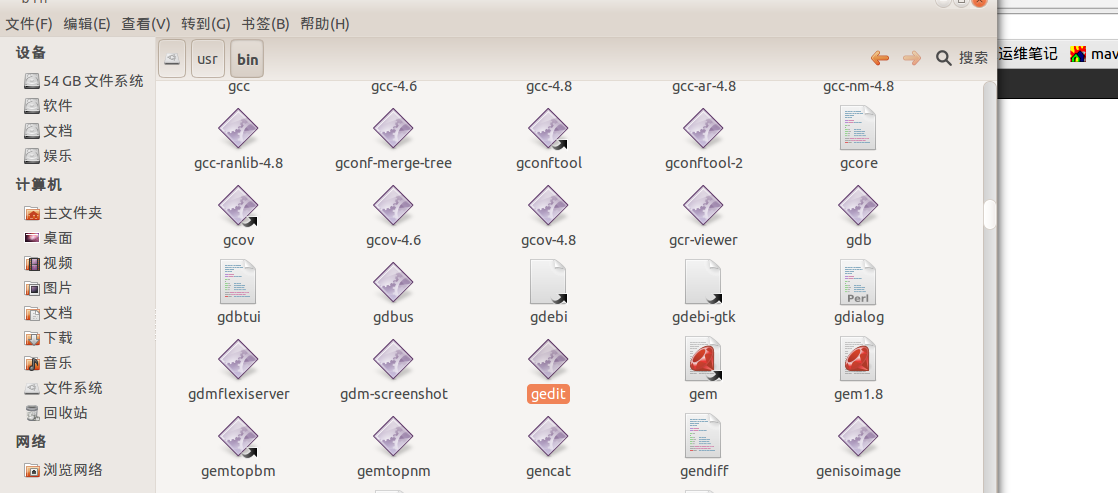 文件(F) 编辑(E) 查看(V) 转到(G) 书签(B) 帮助(H)
设备
54 GB 文件系统
软件
文档
娱乐
计算机
主文件夹
桌面
视频
图片
文档
下载
音乐
文件系统
回收站
网络
浏览网络
usr bin 搜索
gcc gcc-4.6 gcc-4.8 gcc-ar-4.8 gcc-nm-4.8
gcc-ranlib-4.8 gconf-merge-tree gconftool gconftool-2 gcore
gcov gcov-4.6 gcov-4.8 gcr-viewer gdb
Perl
gdbtui gdbus gdebi gdebi-gtk gdialog
gdmflexiserver gdm-screenshot gedit gem gem1.8
gemtopbm gemtopnm gencat gendiff genisoimage
运维笔记 mav